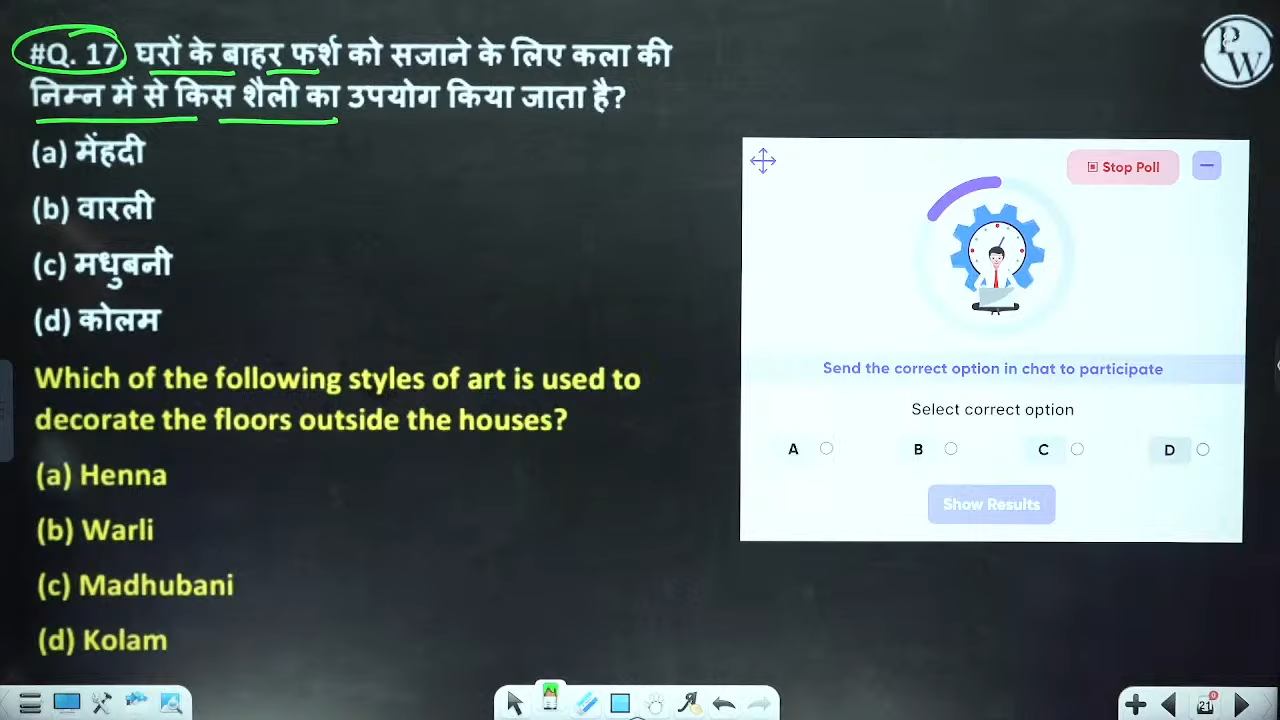 #Q. 17. घरों के बाहर फर्श को सजाने के लिए कला की
निम्न में से किस शैली का उपयोग किया जाता है?
(a) मेंहदी
(b) वारली
(c) मधुबनी
(d) कोलम
Which of the following styles of art is used to
decorate the floors outside the houses?
(a) Henna
(b) Warli
(c) Madhubani
(d) Kolam
P
W
Stop Poll
Send the correct option in chat to participate
Select correct option
A B C D
Show Results
21
0